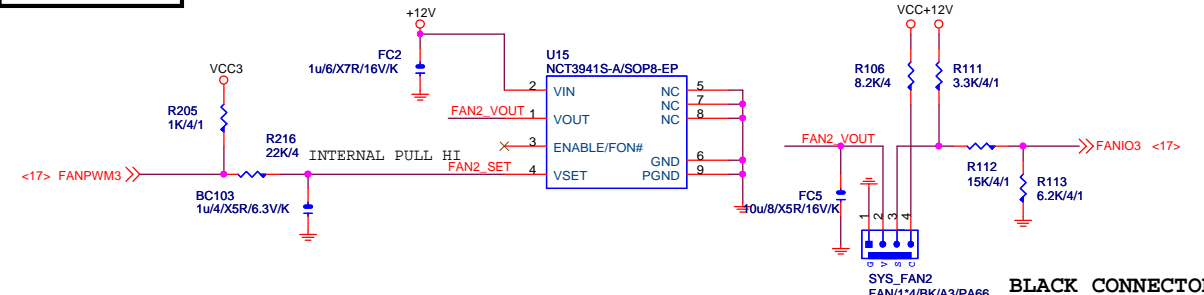 +12V
VCC+12V
FC2
1u/6/X7R/16V/K
U15
NCT3941S-A/SOP8-EP
VCC3
R205
1K/4/1
R106
8.2K/4
R111
3.3K/4/1
2 VIN NC 5
NC 7
FAN2_VOUT 1 VOUT NC 8
R216
22K/4
INTERNAL PULL HI
3 ENABLE/FON#
GND 6
FAN2_SET 4 VSET PGND 9
<17> FANPWM3
BC103
1u/4/X5R/6.3V/K
FAN2_VOUT
FANIO3 <17>
R112
15K/4/1
R113
6.2K/4/1
FC5
10u/8/X5R/16V/K
1 2 3 4
G V S C
SYS_FAN2
FAN/1*4/BK/A3/PA66
BLACK CONNECTO